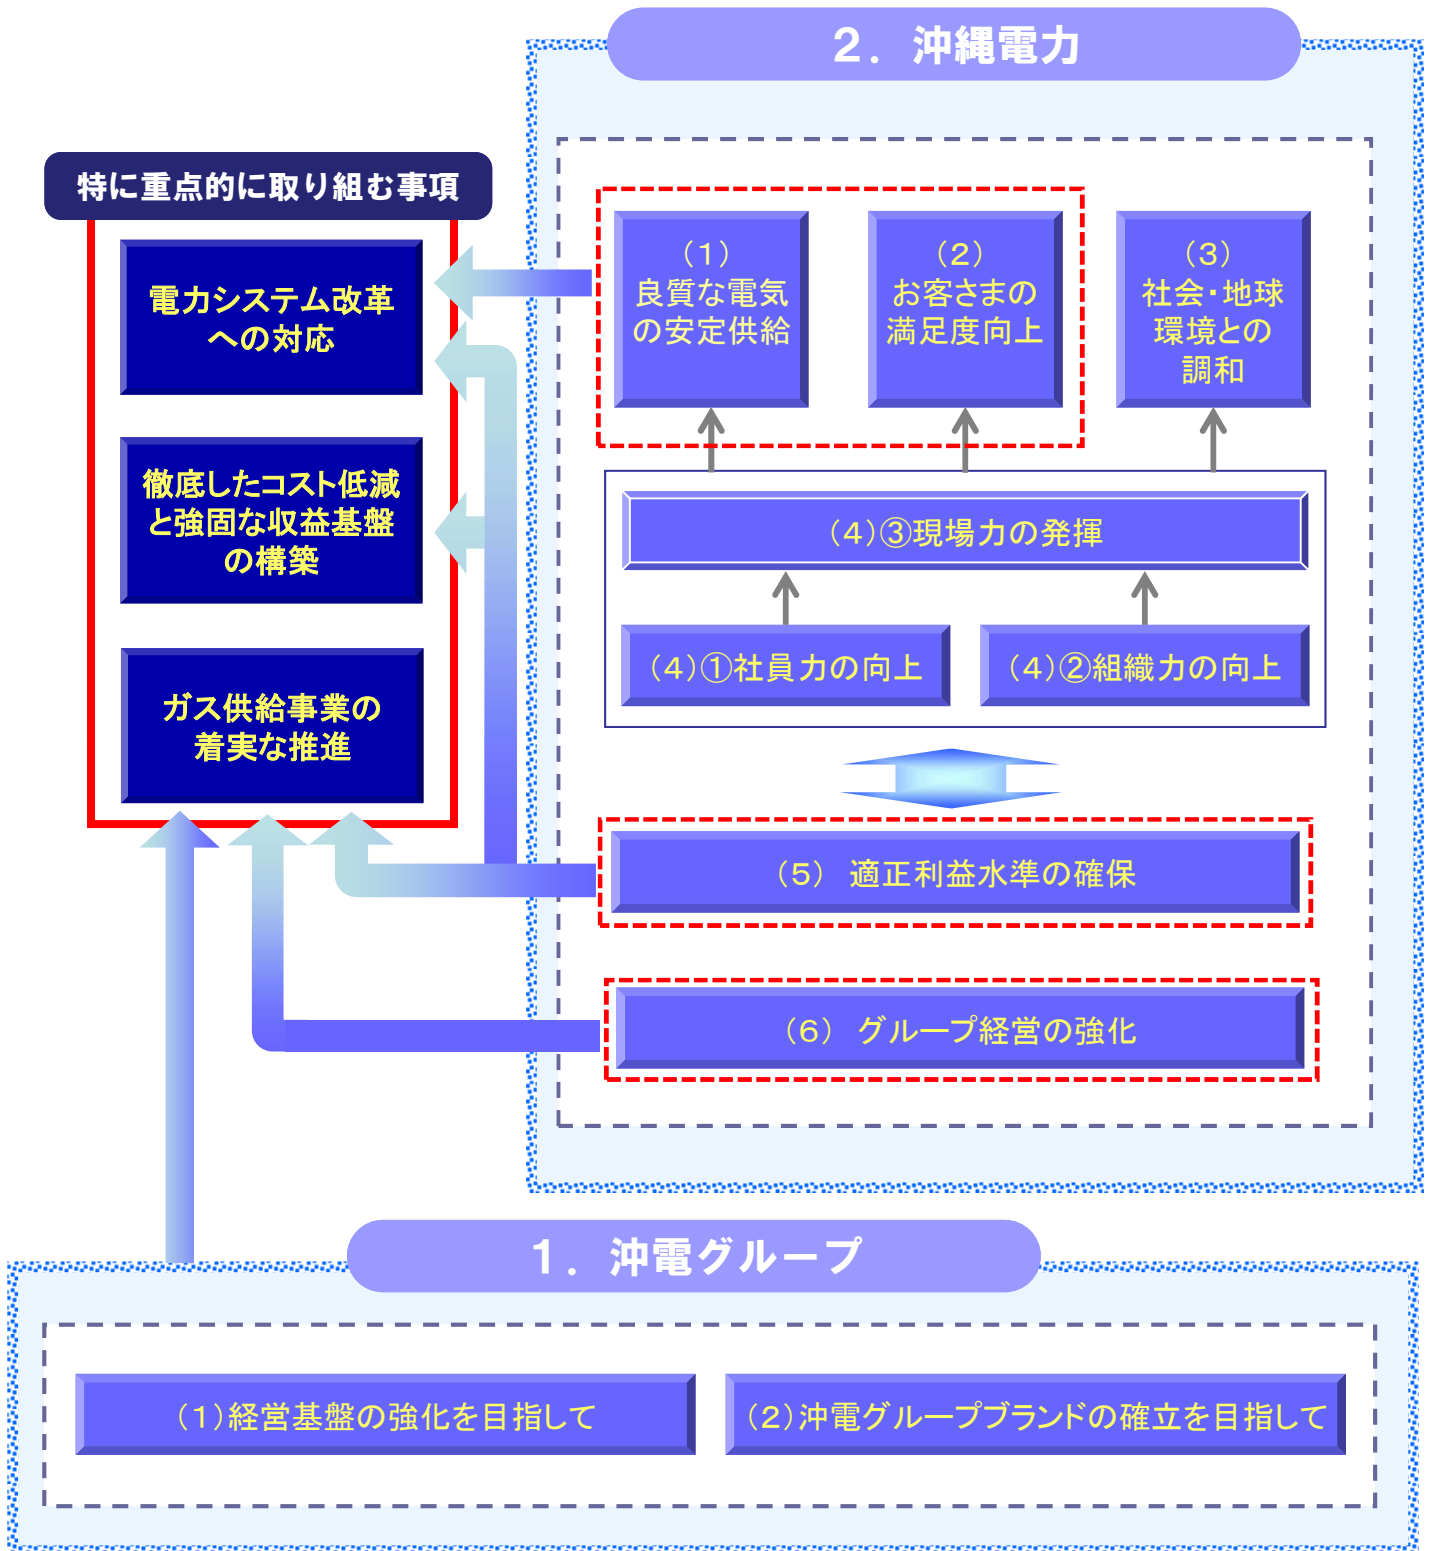 ２．沖縄電力
特に重点的に取り組む事項
電力システム改革
への対応
徹底したコスト低減
と強固な収益基盤
の構築
ガス供給事業の
着実な推進
（１）
良質な電気
の安定供給
（２）
お客さまの
満足度向上
（３）
社会・地球
環境との
調和
（４）③現場力の発揮
（４）①社員力の向上
（４）②組織力の向上
（５） 適正利益水準の確保
（６） グループ経営の強化
１．沖電グループ
（１）経営基盤の強化を目指して
（２）沖電グループブランドの確立を目指して